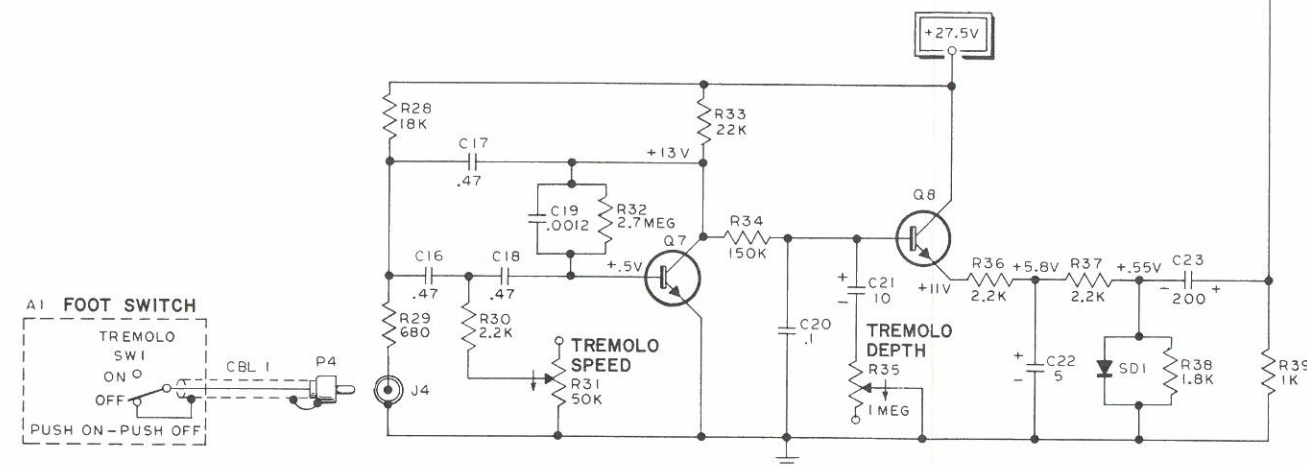 +27.5V
R28
18K
R33
22K
C17
.47
+13V
C19
.0012
R32
2.7MEG
Q7
Q8
R34
150K
C16
.47
C18
.47
+.5V
R36
2.2K
+5.8V
R37
2.2K
+.55V
C23
- 200 +
+11V
A1 FOOT SWITCH
TREMOLO
SW1
ON
OFF
PUSH ON-PUSH OFF
CBL 1
P4
J4
R29
680
R30
2.2K
TREMOLO
SPEED
R31
50K
C20
.1
+
-
C21
10
TREMOLO
DEPTH
R35
1MEG
+
-
C22
5
SD1
R38
1.8K
R39
1K